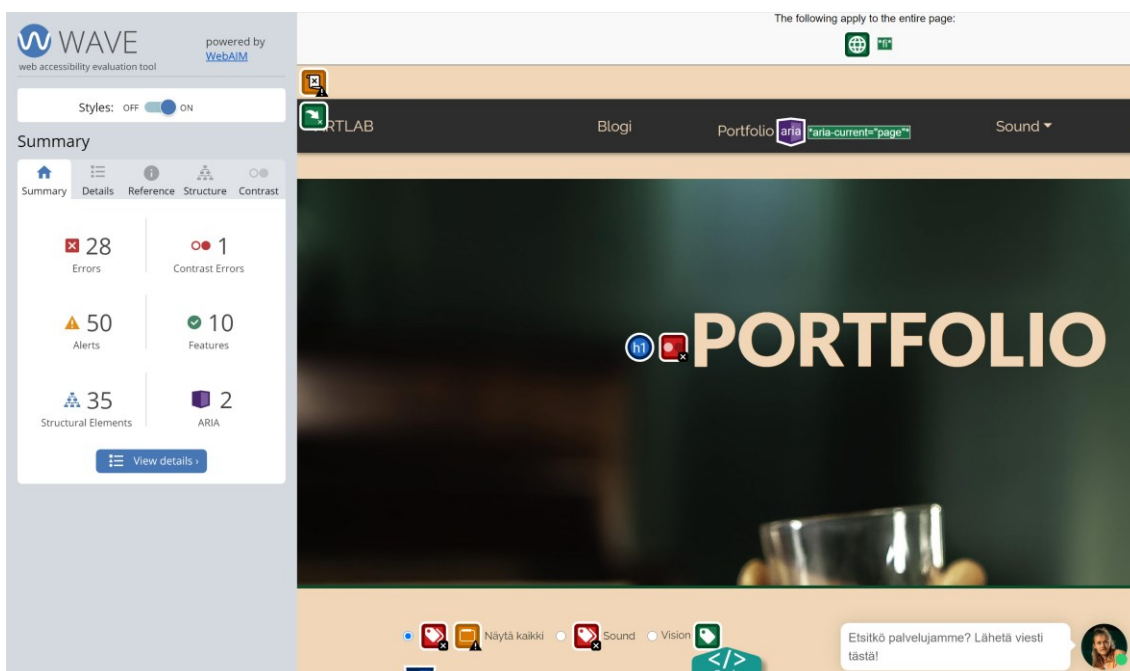 WAVE
powered by
WebAIM
web accessibility evaluation tool
Styles: OFF ON
Summary
Summary Details Reference Structure Contrast
28
Errors
1
Contrast Errors
50
Alerts
10
Features
35
Structural Elements
2
ARIA
View details ›
The following apply to the entire page:
*fi*
RTLAB Blogi Portfolio aria *aria-current="page"* Sound
h1 PORTFOLIO
Näytä kaikki Sound Vision
</>
Etsitkö palvelujamme? Lähetä viesti
tästä!